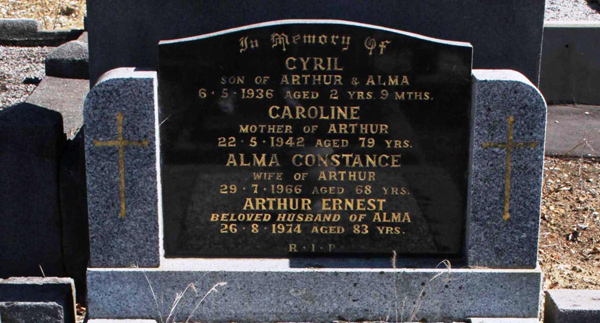 In Memory Of
CYRIL
SON OF ARTHUR & ALMA
6·5·1936 AGED 2 YRS. 9 MTHS.
CAROLINE
MOTHER OF ARTHUR
22·5·1942 AGED 79 YRS.
ALMA CONSTANCE
WIFE OF ARTHUR
29·7·1966 AGED 68 YRS.
ARTHUR ERNEST
BELOVED HUSBAND OF ALMA
26·8·1974 AGED 83 YRS.
R·I·P